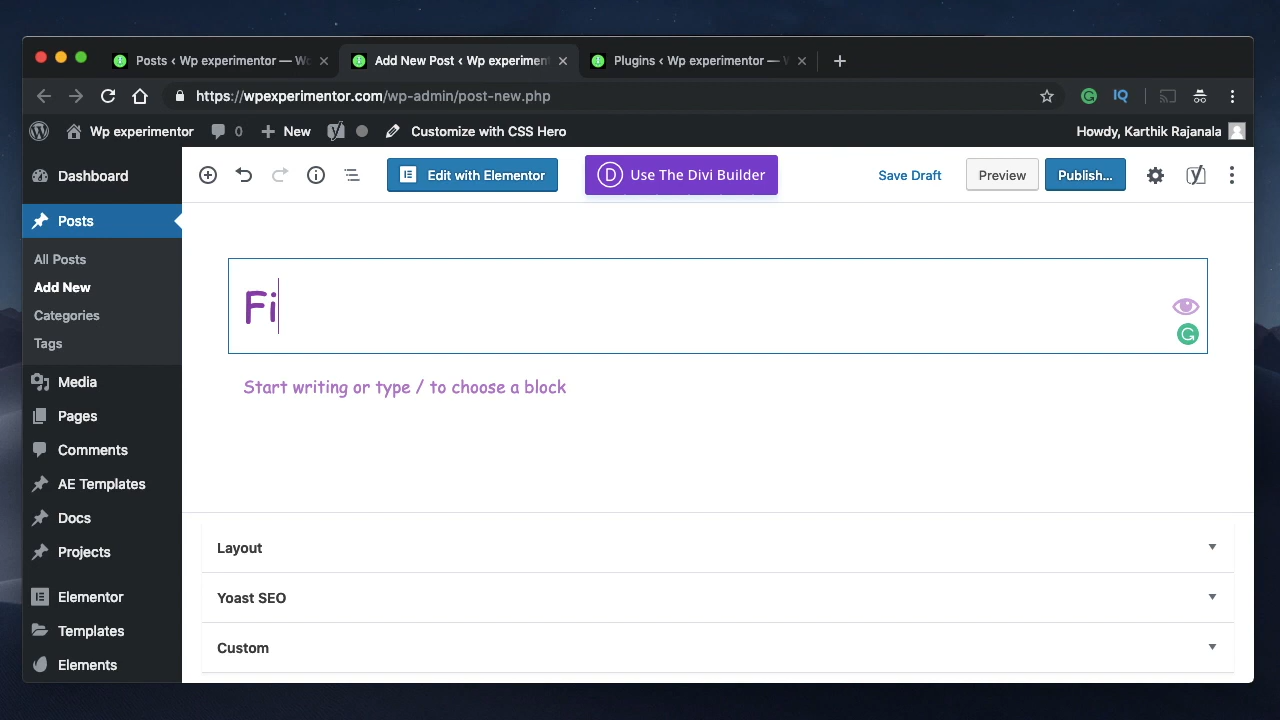 Posts ‹ Wp experimentor — Wo
Add New Post ‹ Wp experiment
Plugins ‹ Wp experimentor — W
https://wpexperimentor.com/wp-admin/post-new.php
IQ
Wp experimentor
0
New
Customize with CSS Hero
Howdy, Karthik Rajanala
Dashboard
Posts
All Posts
Add New
Categories
Tags
Media
Pages
Comments
AE Templates
Docs
Projects
Elementor
Templates
Elements
Edit with Elementor
D Use The Divi Builder
Save Draft
Preview
Publish...
Fi
Start writing or type / to choose a block
Layout
Yoast SEO
Custom